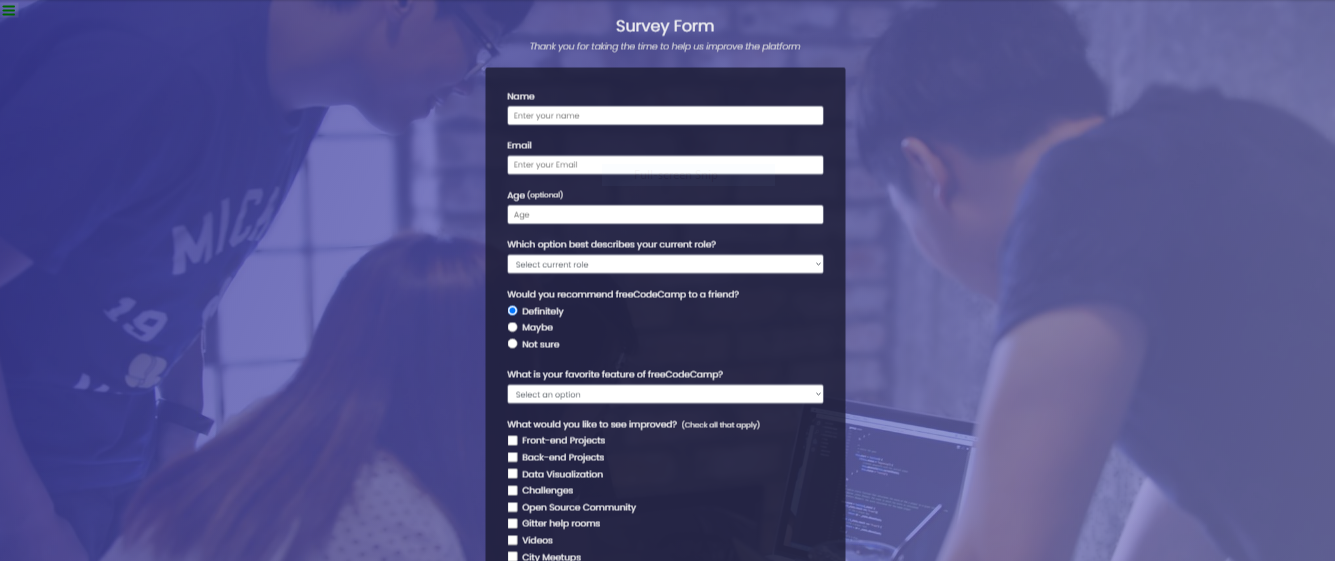 Survey Form
Thank you for taking the time to help us improve the platform
Name
Enter your name
Email
Enter your Email
Age (optional)
Age
Which option best describes your current role?
Select current role
Would you recommend freeCodeCamp to a friend?
Definitely
Maybe
Not sure
What is your favorite feature of freeCodeCamp?
Select an option
What would you like to see improved? (Check all that apply)
Front-end Projects
Back-end Projects
Data Visualization
Challenges
Open Source Community
Gitter help rooms
Videos
City Meetups
MICH
19